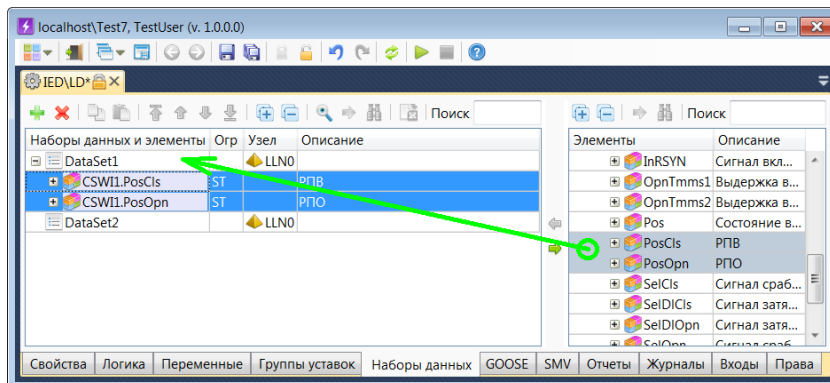 localhost\Test7, TestUser (v. 1.0.0.0)
IED\LD*
Поиск
Поиск
Наборы данных и элементы Огр Узел Описание
DataSet1 LLN0
CSWI1.PosCls ST РПВ
CSWI1.PosOpn ST РПО
DataSet2 LLN0
Элементы Описание
InRSYN Сигнал вкл...
OpnTmms1 Выдержка в...
OpnTmms2 Выдержка в...
Pos Состояние в...
PosCls РПВ
PosOpn РПО
SelCls Сигнал сраб...
SelDICls Сигнал затя...
SelDIOpn Сигнал затя...
SelOpn Сигнал сраб...
Свойства Логика Переменные Группы уставок Наборы данных GOOSE SMV Отчеты Журналы Входы Права